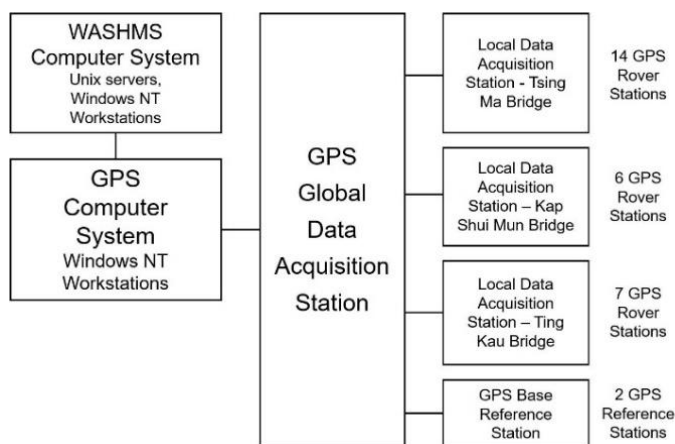 WASHMS
Computer System
Unix servers,
Windows NT
Workstations
GPS
Computer
System
Windows NT
Workstations
GPS
Global
Data
Acquisition
Station
Local Data
Acquisition
Station - Tsing
Ma Bridge
14 GPS
Rover
Stations
Local Data
Acquisition
Station – Kap
Shui Mun Bridge
6 GPS
Rover
Stations
Local Data
Acquisition
Station – Ting
Kau Bridge
7 GPS
Rover
Stations
GPS Base
Reference
Station
2 GPS
Reference
Stations